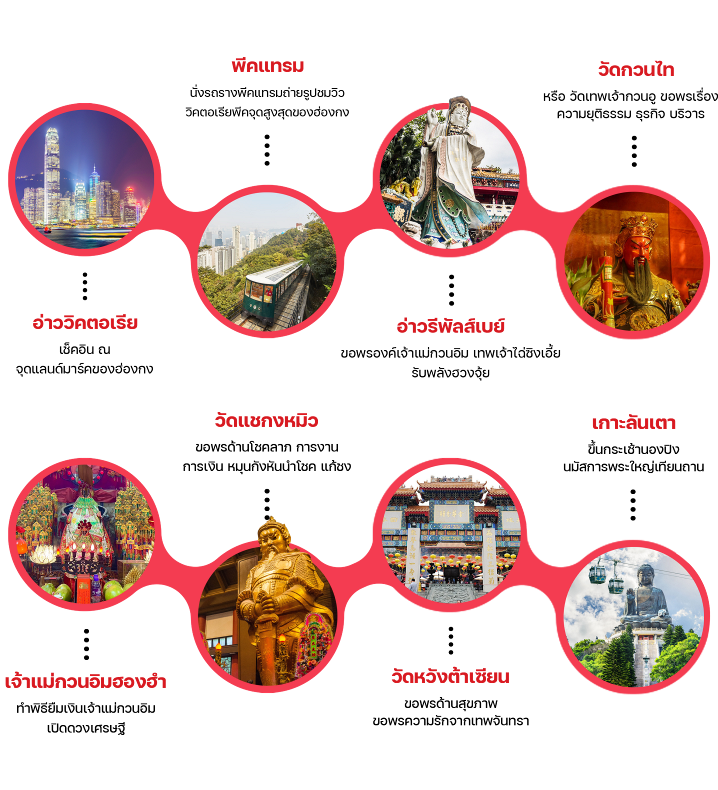 พีคแทรม
นั่งรถรางพีคแทรมถ่ายรูปชมวิว
วิคตอเรียพีคจุดสูงสุดของฮ่องกง
วัดกวนไท
หรือ วัดเทพเจ้ากวนอู ขอพรเรื่อง
ความยุติธรรม ธุรกิจ บริวาร
อ่าววิคตอเรีย
เช็คอิน ณ
จุดแลนด์มาร์คของฮ่องกง
อ่าวรีพัลส์เบย์
ขอพรองค์เจ้าแม่กวนอิม เทพเจ้าไฉ่ซิงเอี้ย
รับพลังฮวงจุ้ย
วัดแชกงหมิว
ขอพรด้านโชคลาภ การงาน
การเงิน หมุนกังหันนำโชค แก้ชง
เกาะลันเตา
ขึ้นกระเช้านองปิง
นมัสการพระใหญ่เทียนถาน
เจ้าแม่กวนอิมฮองฮำ
ทำพิธียืมเงินเจ้าแม่กวนอิม
เปิดดวงเศรษฐี
วัดหวังต้าเซียน
ขอพรด้านสุขภาพ
ขอพรความรักจากเทพจันทรา